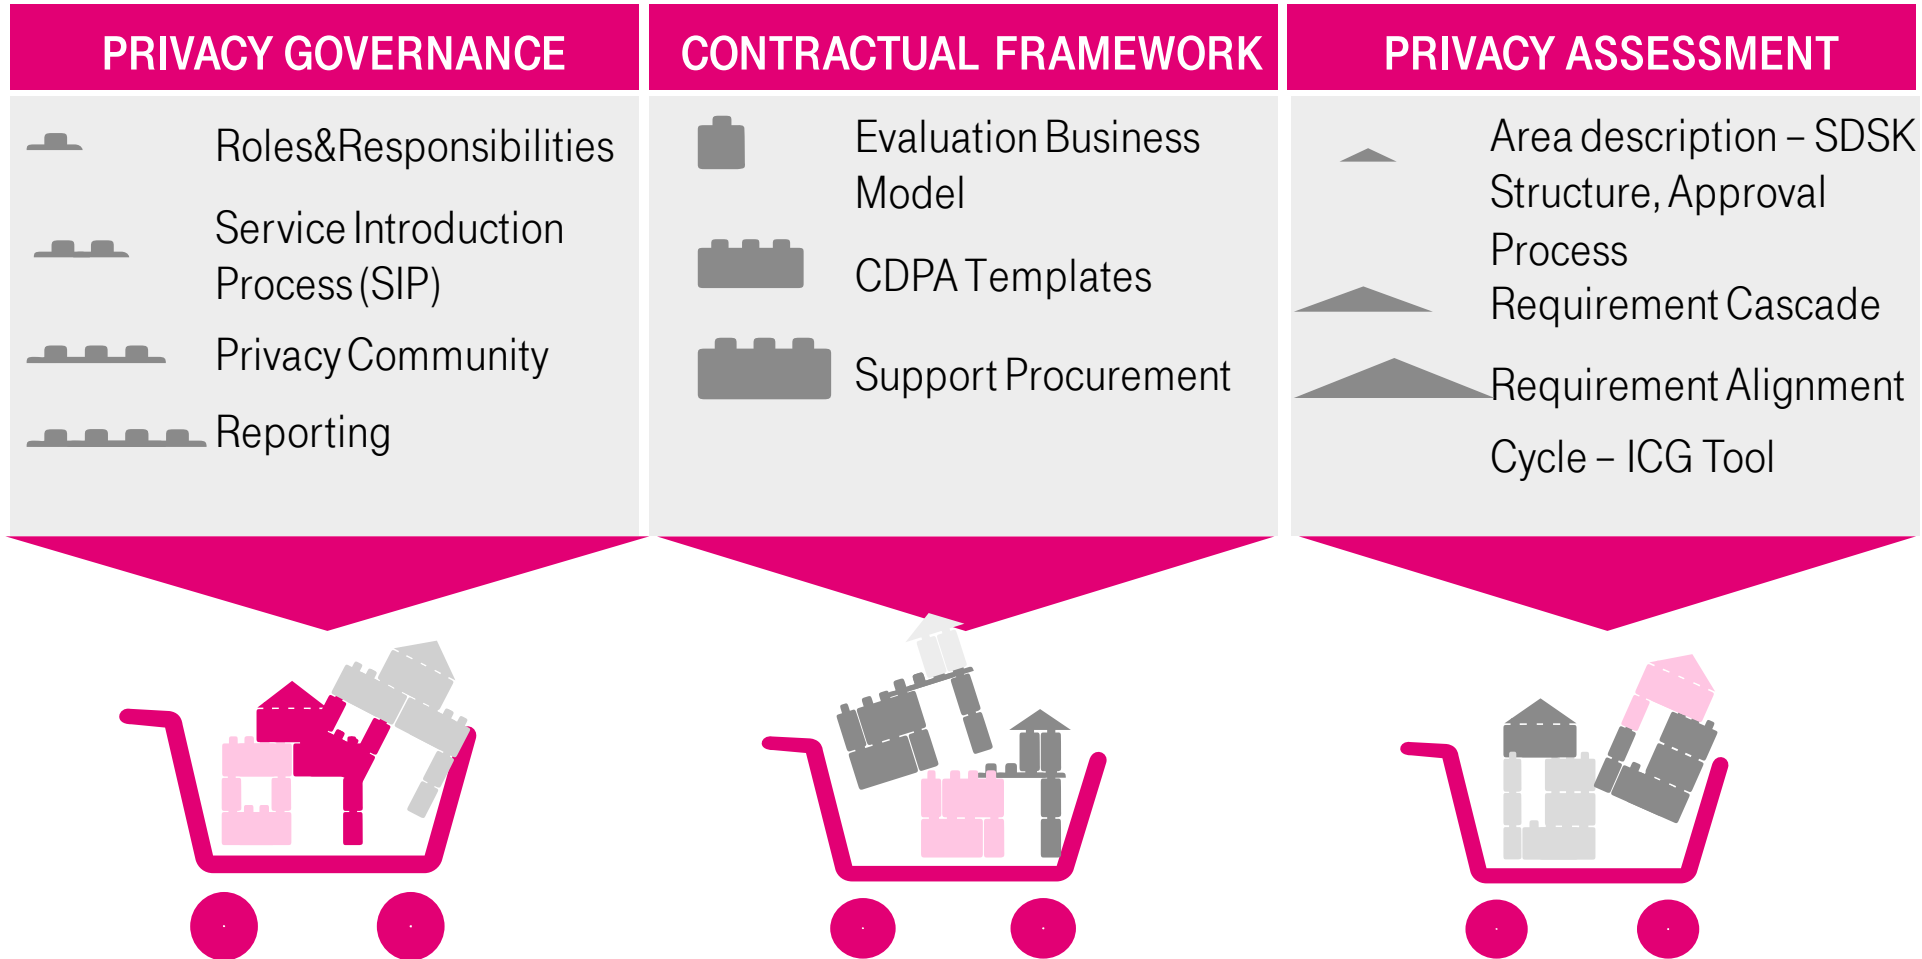 PRIVACY GOVERNANCE
Roles&Responsibilities
Service Introduction
Process (SIP)
Privacy Community
Reporting
CONTRACTUAL FRAMEWORK
Evaluation Business
Model
CDPA Templates
Support Procurement
PRIVACY ASSESSMENT
Area description – SDSK
Structure, Approval
Process
Requirement Cascade
Requirement Alignment
Cycle – ICG Tool